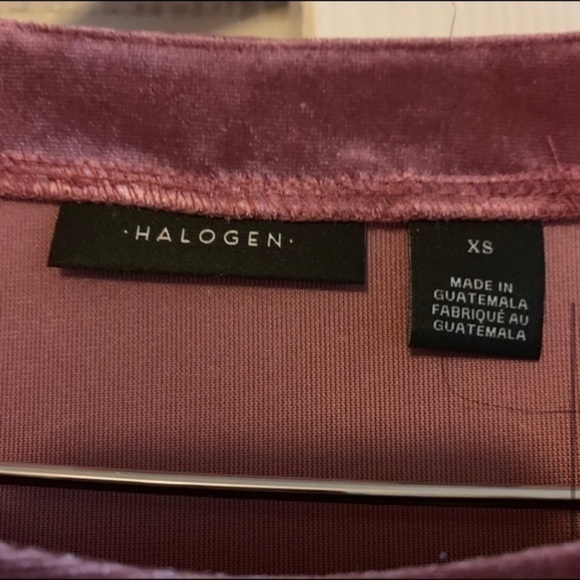 ·HALOGEN·
XS
MADE IN
GUATEMALA
FABRIQUÉ AU
GUATEMALA